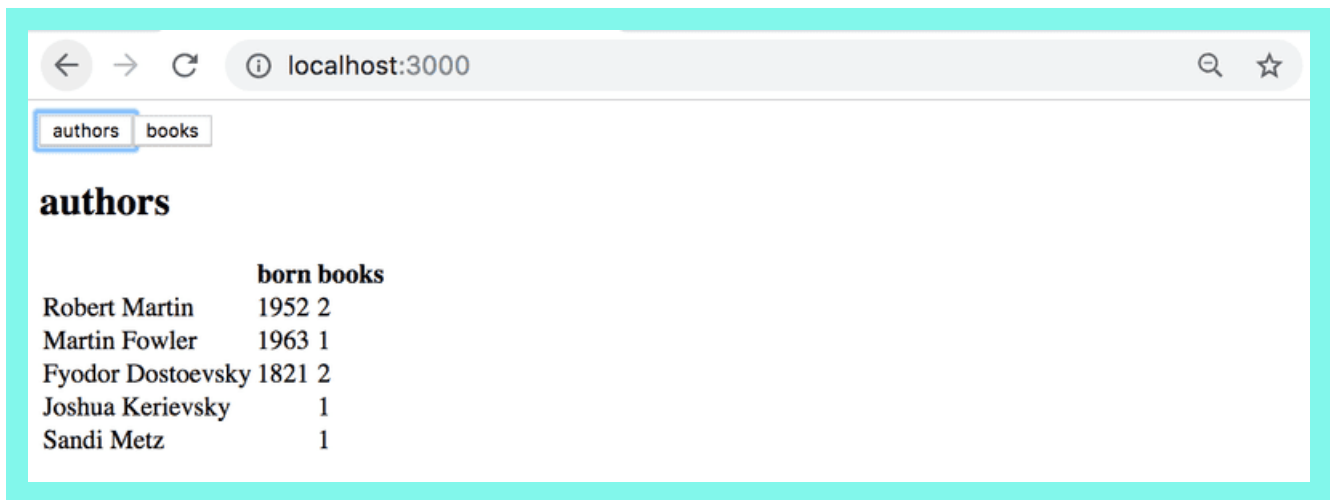 localhost:3000
authors books
authors
born books
Robert Martin 1952 2
Martin Fowler 1963 1
Fyodor Dostoevsky 1821 2
Joshua Kerievsky 1
Sandi Metz 1